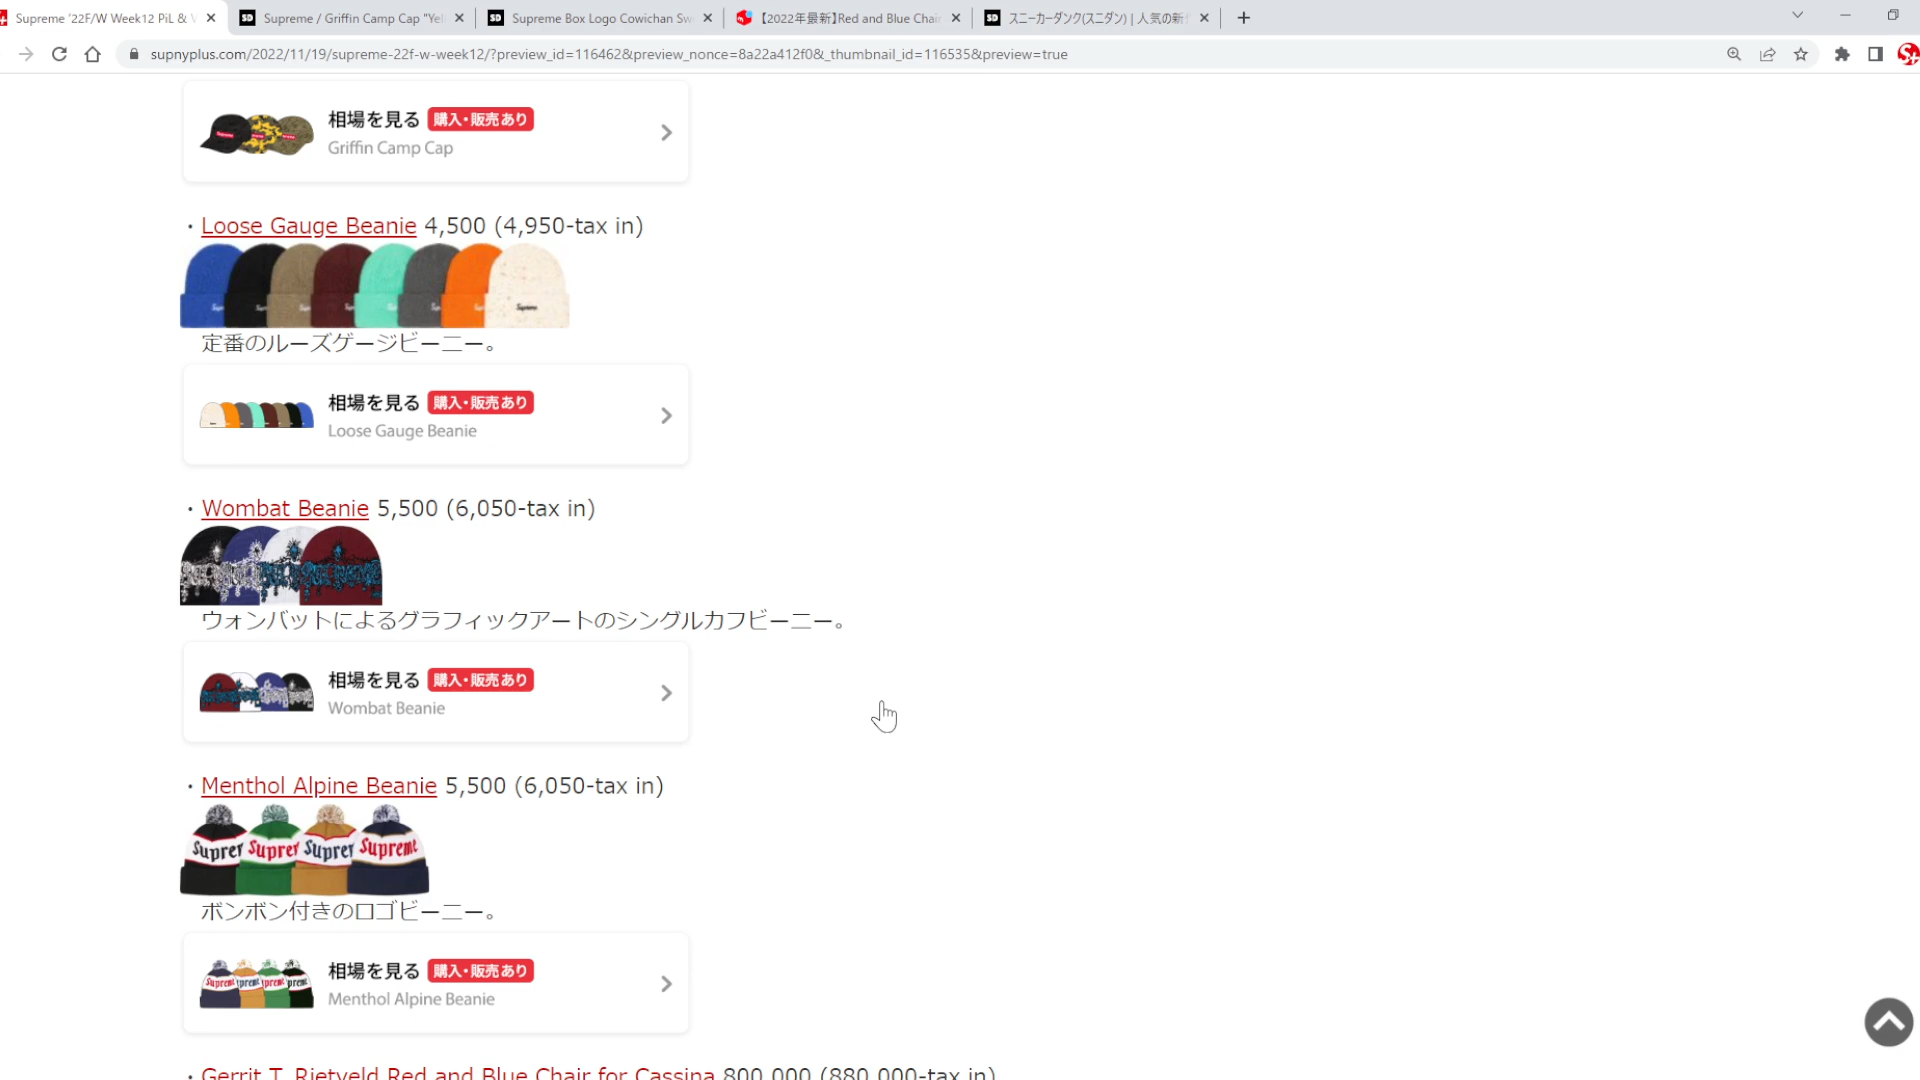 Supreme '22F/W Week12 PiL & V
SD Supreme / Griffin Camp Cap "Yel
SD Supreme Box Logo Cowichan Sw
【2022年最新】Red and Blue Chair
SD スニーカーダンク(スニダン) | 人気の新
supnyplus.com/2022/11/19/supreme-22f-w-week12/?preview_id=116462&preview_nonce=8a22a412f0&_thumbnail_id=116535&preview=true
相場を見る 購入・販売あり
Griffin Camp Cap
・Loose Gauge Beanie 4,500 (4,950-tax in)
定番のルーズゲージビーニー。
相場を見る 購入・販売あり
Loose Gauge Beanie
・Wombat Beanie 5,500 (6,050-tax in)
ウォンバットによるグラフィックアートのシングルカフビーニー。
相場を見る 購入・販売あり
Wombat Beanie
・Menthol Alpine Beanie 5,500 (6,050-tax in)
Suprer Suprer Suprer Supreme
ボンボン付きのロゴビーニー。
相場を見る 購入・販売あり
Menthol Alpine Beanie
・Gerrit T. Rietveld Red and Blue Chair for Cassina 800,000 (880,000-tax in)